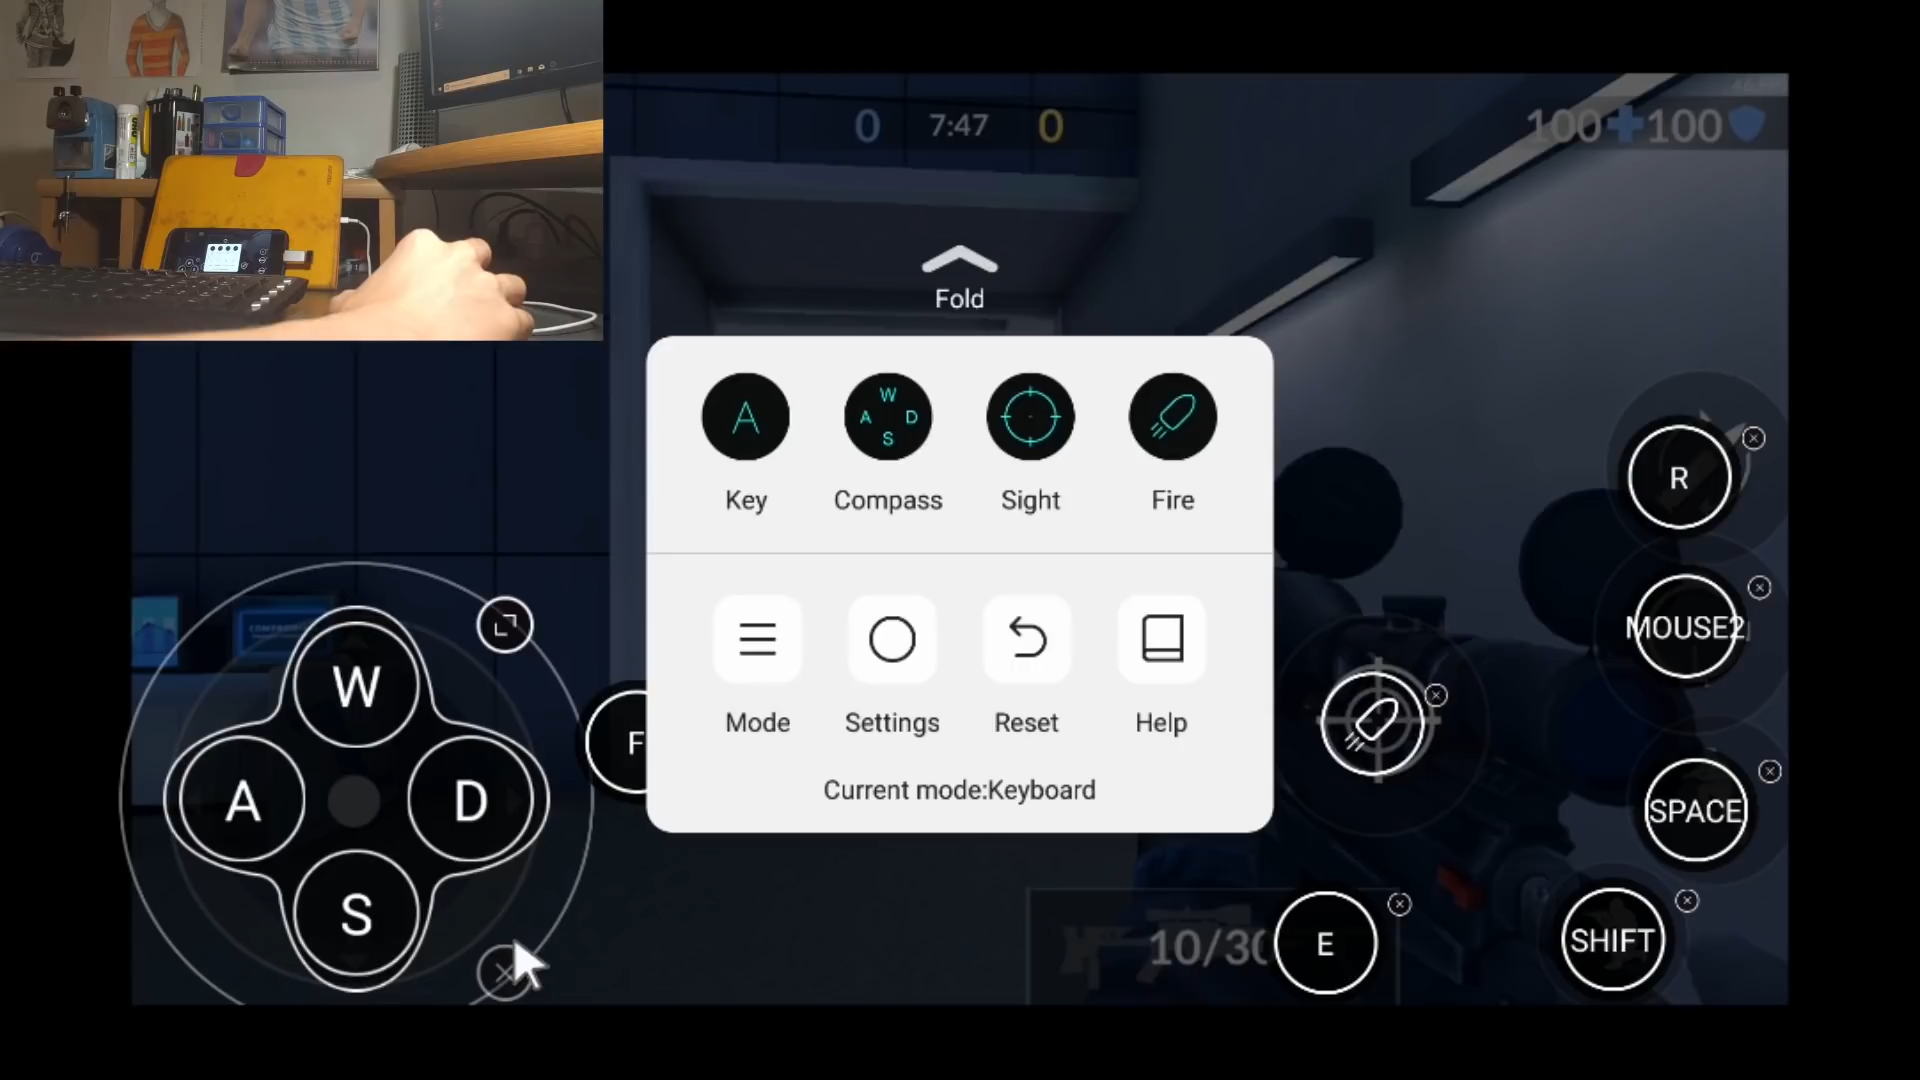 0 7:47 0
100 100
Fold
A
W
A D
S
Key Compass Sight Fire
R
MOUSE2
W
Mode Settings Reset Help
F
A D
Current mode:Keyboard
SPACE
S
10/30
E
SHIFT